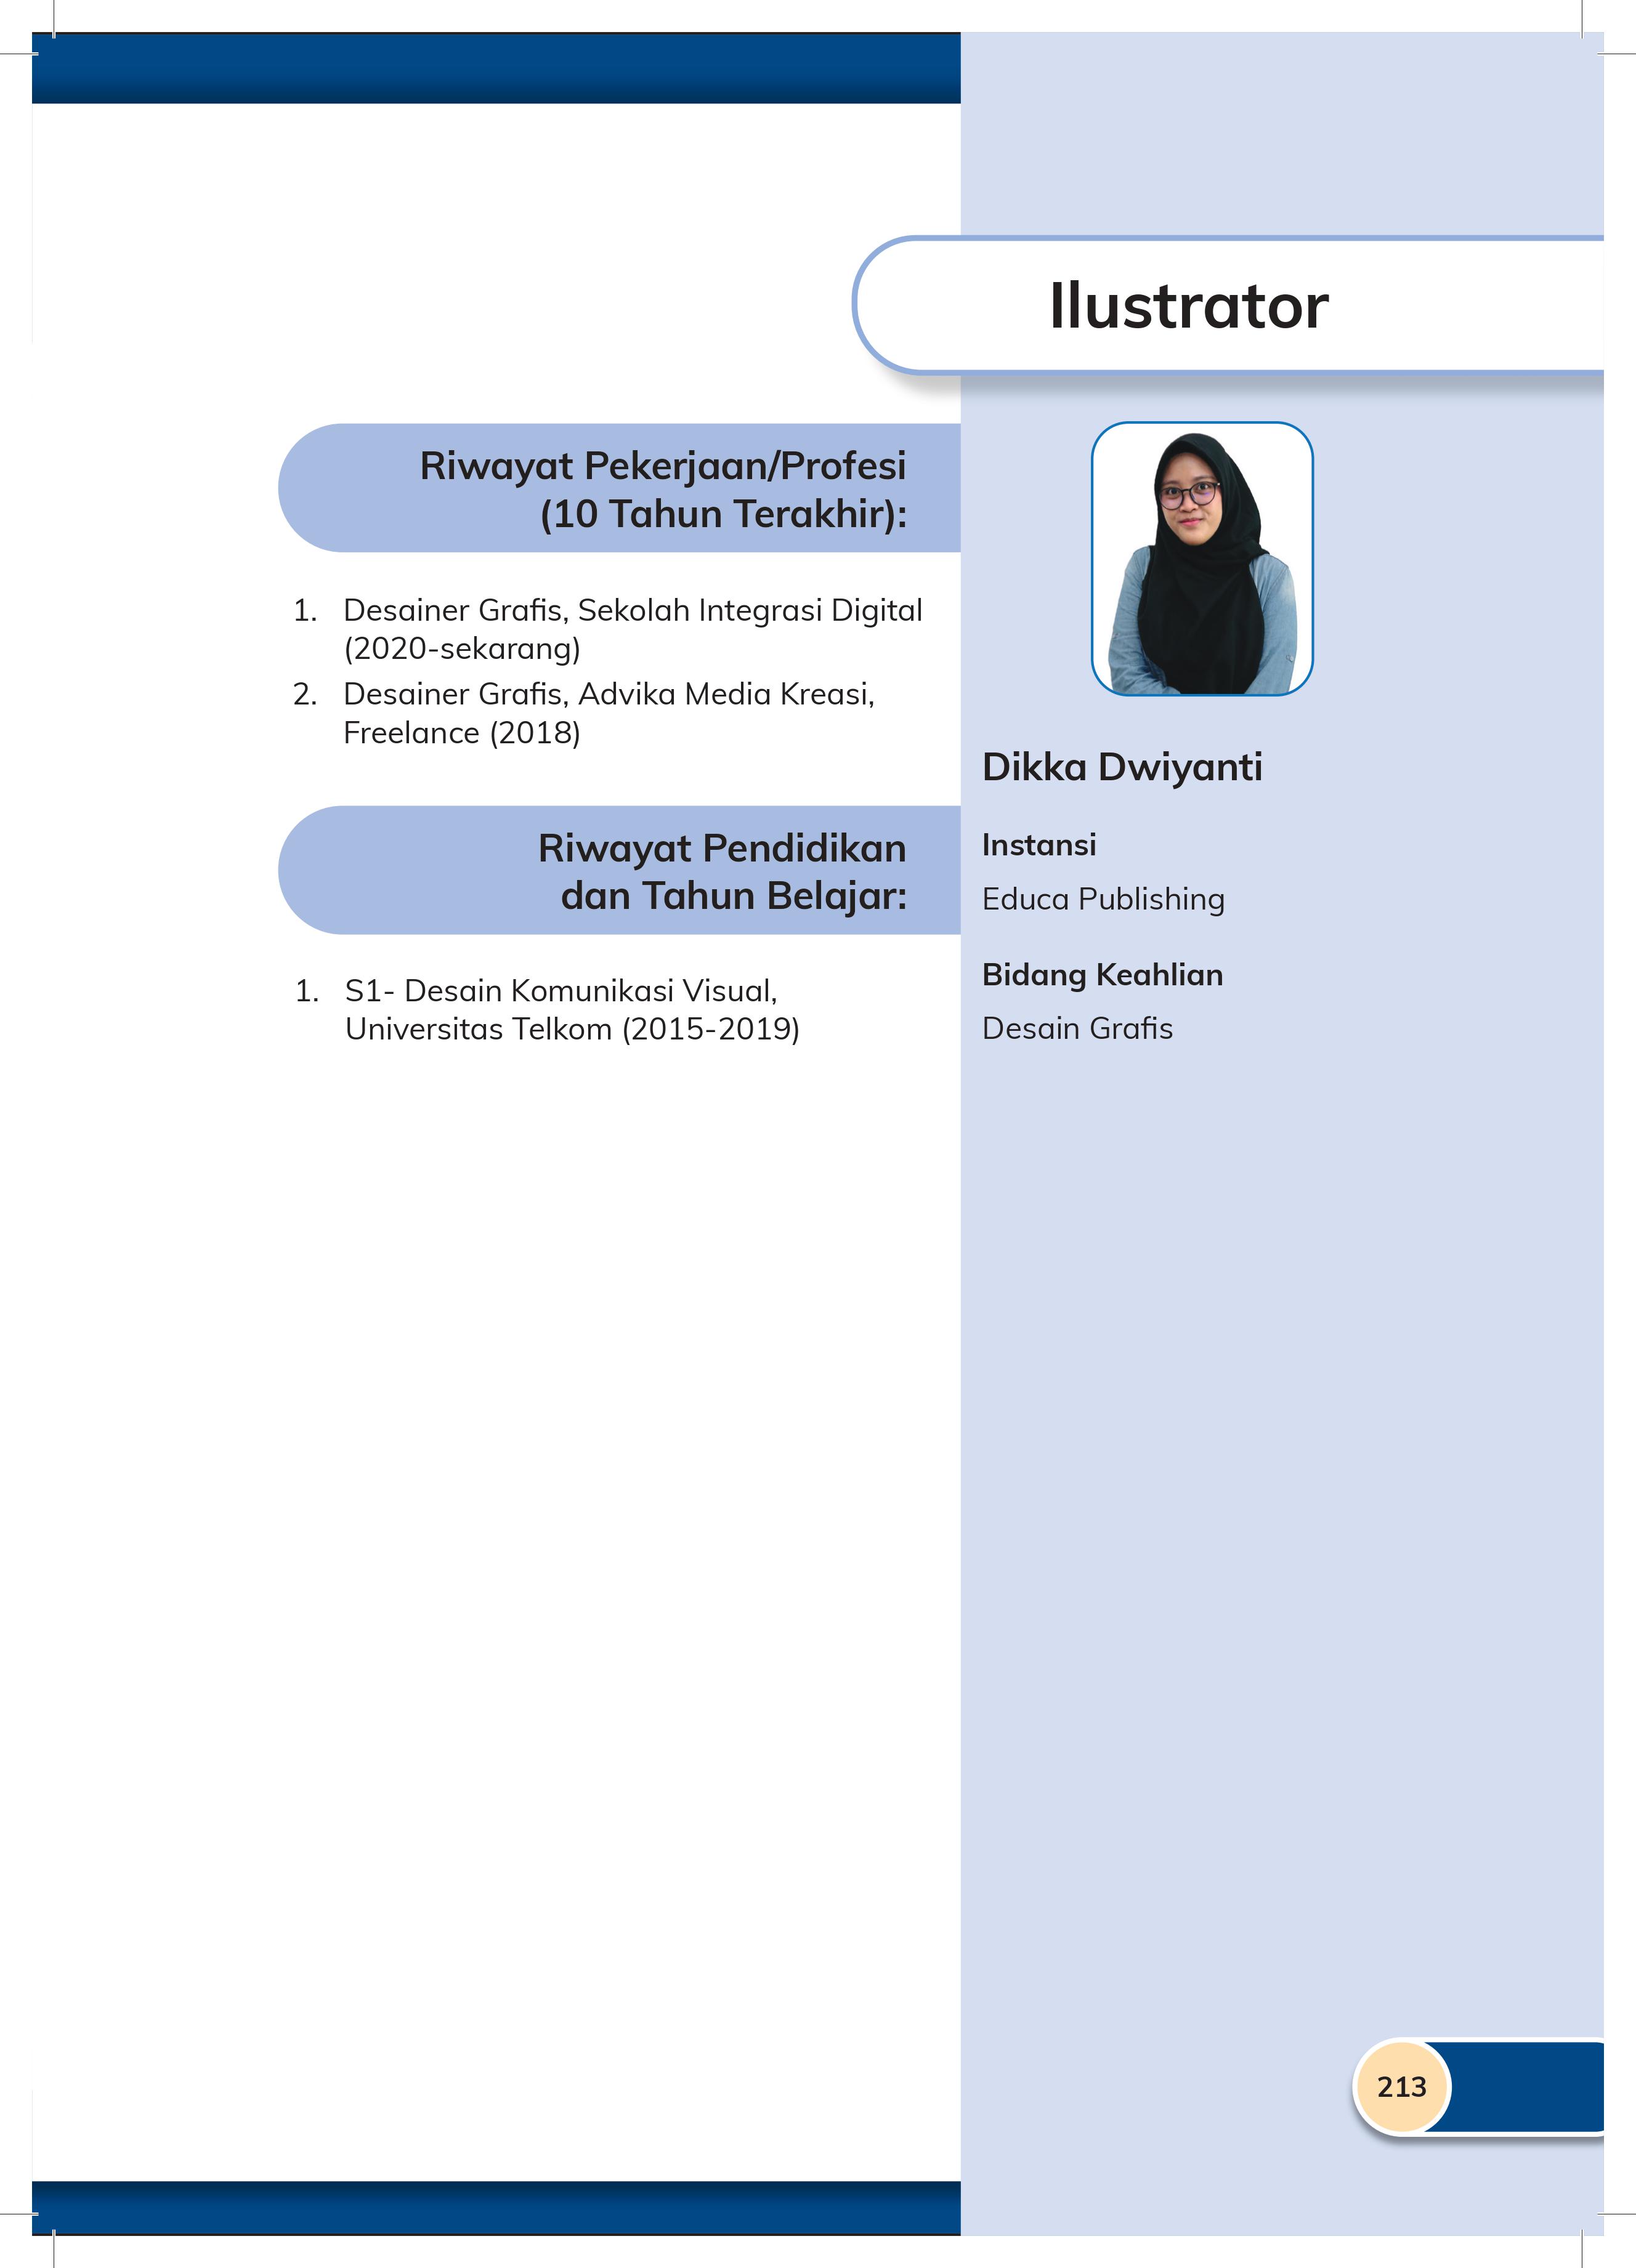 Ilustrator
Riwayat Pekerjaan/Profesi
(10 Tahun Terakhir):
1. Desainer Grafis, Sekolah Integrasi Digital
(2020-sekarang)
2. Desainer Grafis, Advika Media Kreasi,
Freelance (2018)
Riwayat Pendidikan
dan Tahun Belajar:
1. S1- Desain Komunikasi Visual,
Universitas Telkom (2015-2019)
Dikka Dwiyanti
Instansi
Educa Publishing
Bidang Keahlian
Desain Grafis
213